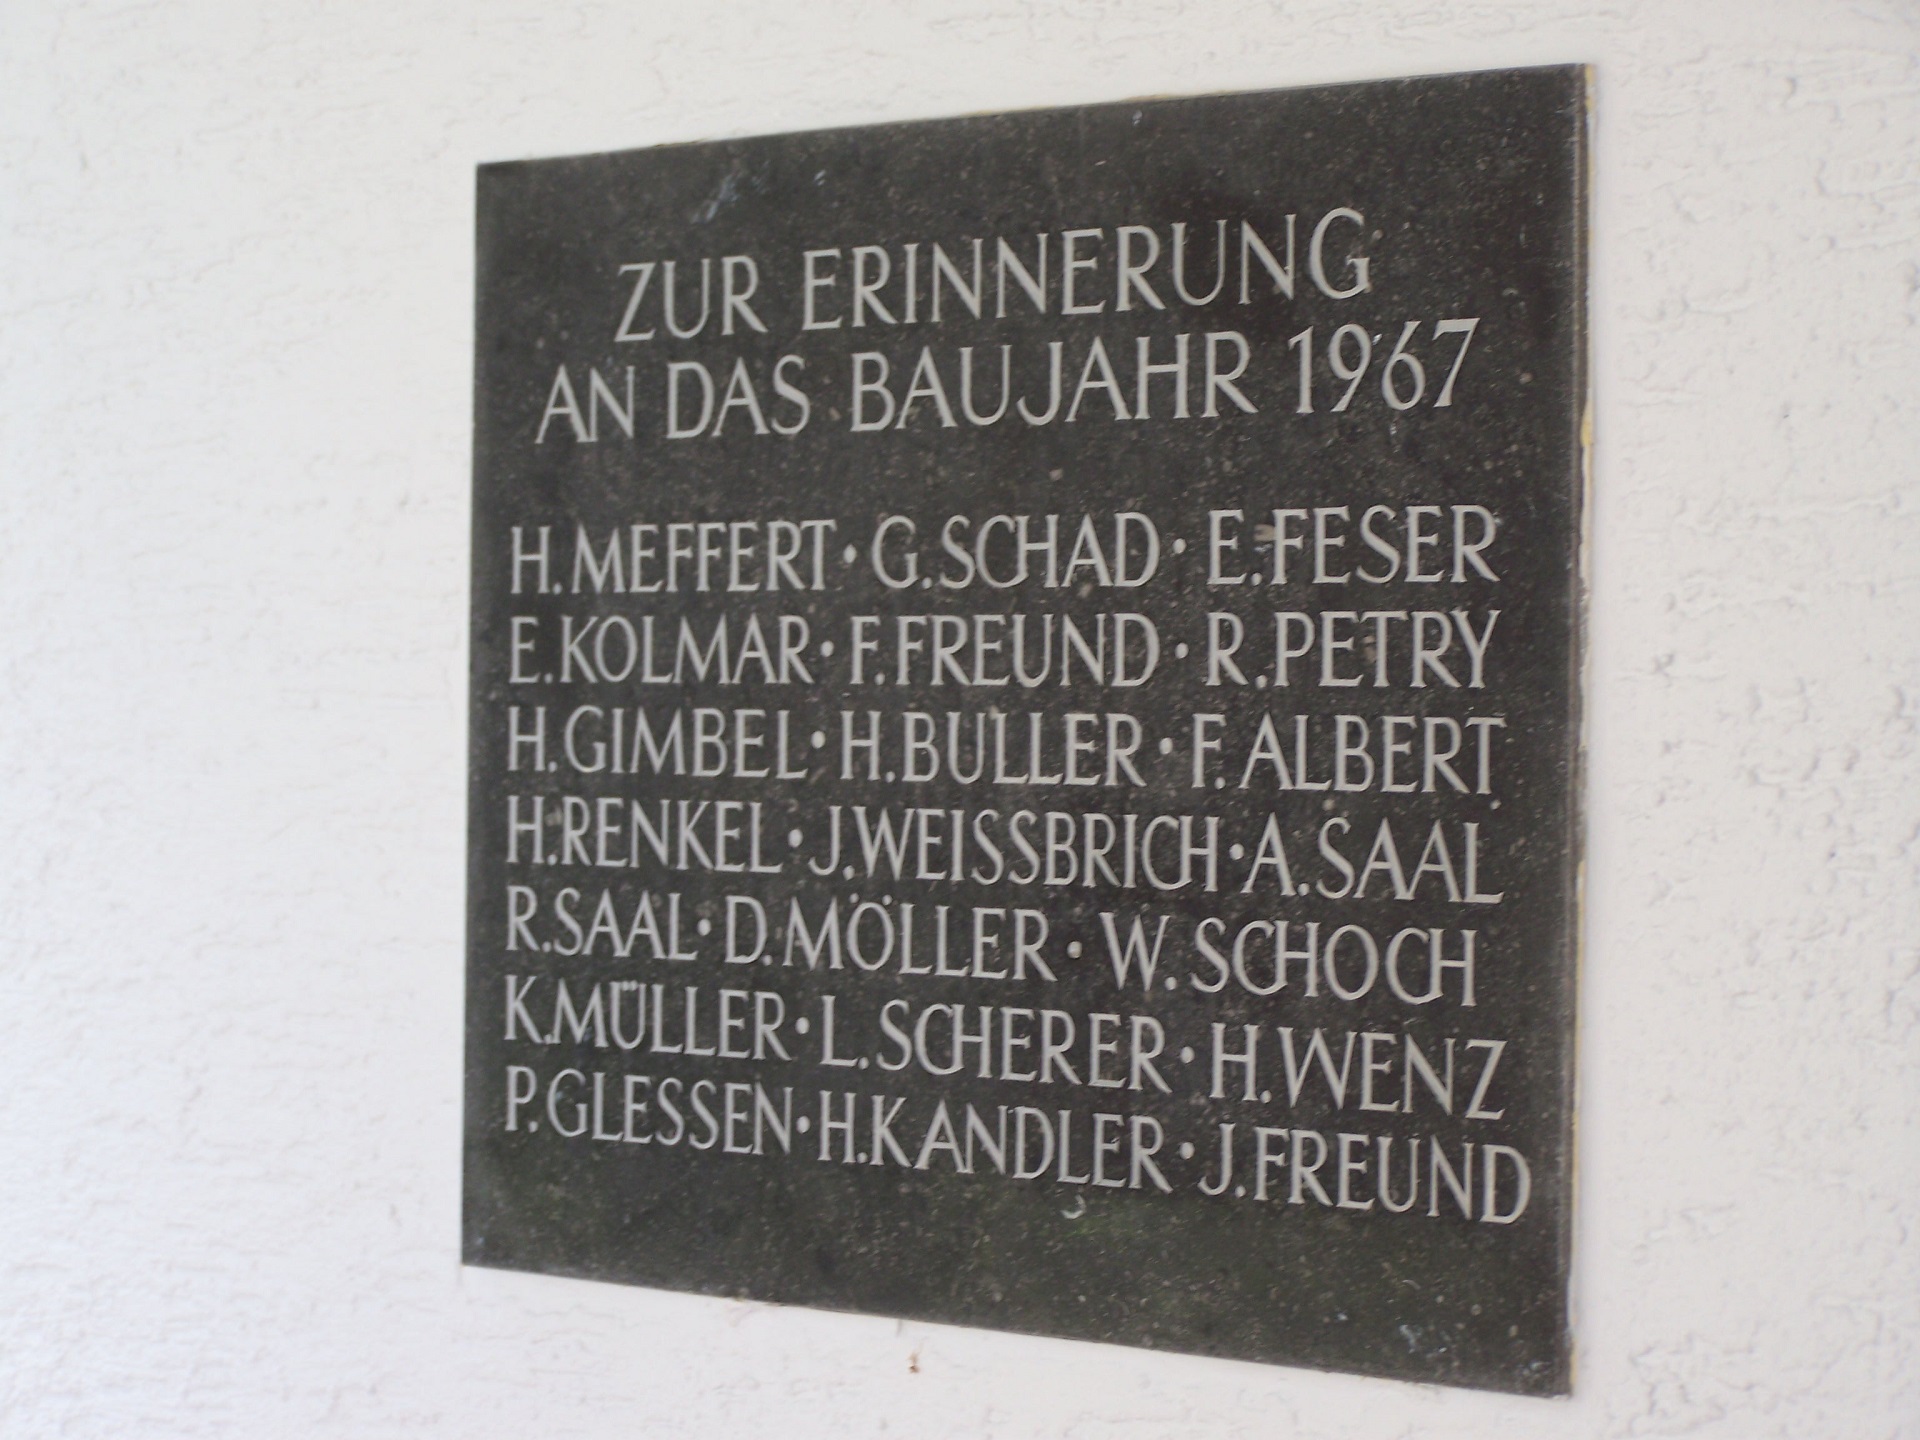 ZUR ERINNERUNG
AN DAS BAUJAHR 1967
H. MEFFERT · G. SCHAD · E. FESER
E. KOLMAR · F. FREUND · R. PETRY
H. GIMBEL · H. BULLER · F. ALBERT
H. RENKEL · J. WEISSBRICH · A. SAAL
R. SAAL · D. MÖLLER · W. SCHOCH
K. MÜLLER · L. SCHERER · H. WENZ
P. GLESSEN · H. KANDLER · J. FREUND